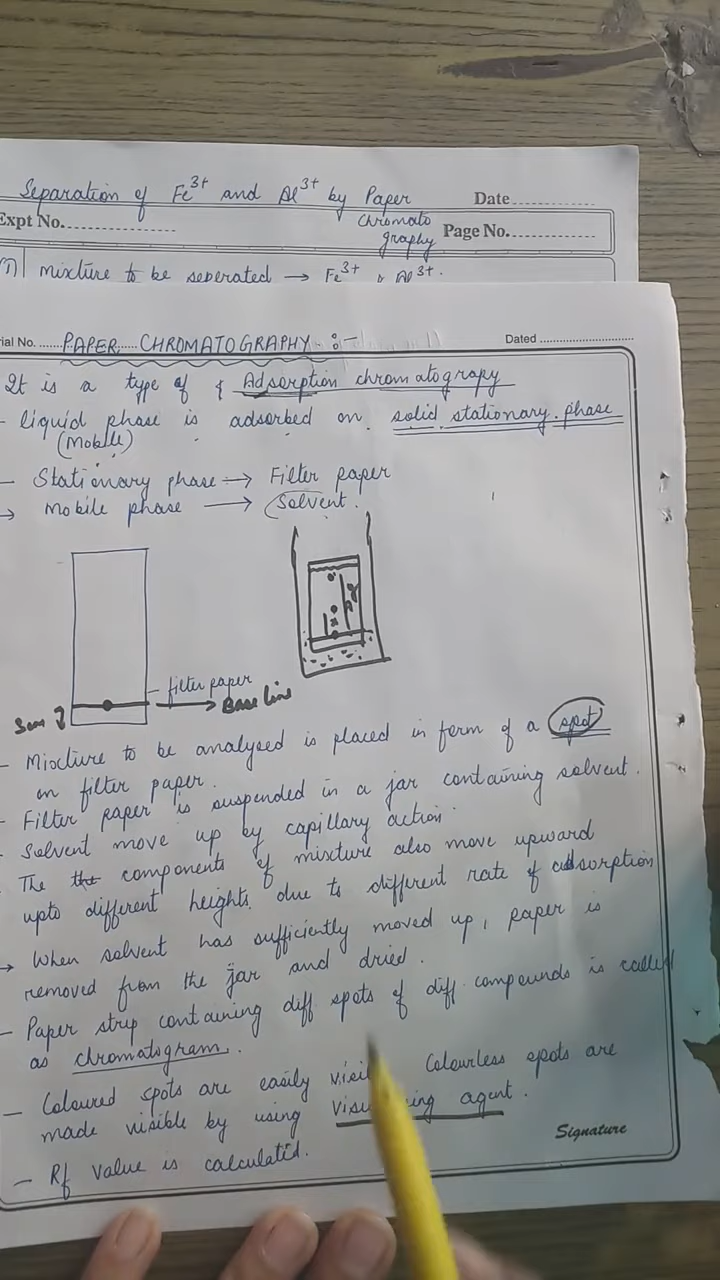 Separation of Fe3+ and Al3+ by Paper Chromatography
Date
Expt No.
Page No.
mixture to be seperated → Fe3+ & Al3+.
ial No. PAPER CHROMATOGRAPHY :-
Dated
It is a type of Adsorption chromatograpy
- liquid phase is adsorbed on solid stationary phase
(Mobile)
- Stationary phase → Filter paper
→ Mobile phase → Solvent.
filter paper
Base line
- Mixture to be analysed is placed in form of a spot
on filter paper.
- Filter paper is suspended in a jar containing solvent.
- Solvent move up by capillary action.
The components of mixture also move upward
upto different heights due to different rate of adsorption
→ When solvent has sufficiently moved up, paper is
removed from the jar and dried.
- Paper strip containing diff spots of diff compounds is called
as chromatogram.
- Coloured spots are easily Colourless spots are
made visible by using agent.
- Rf value is calculated.
Signature